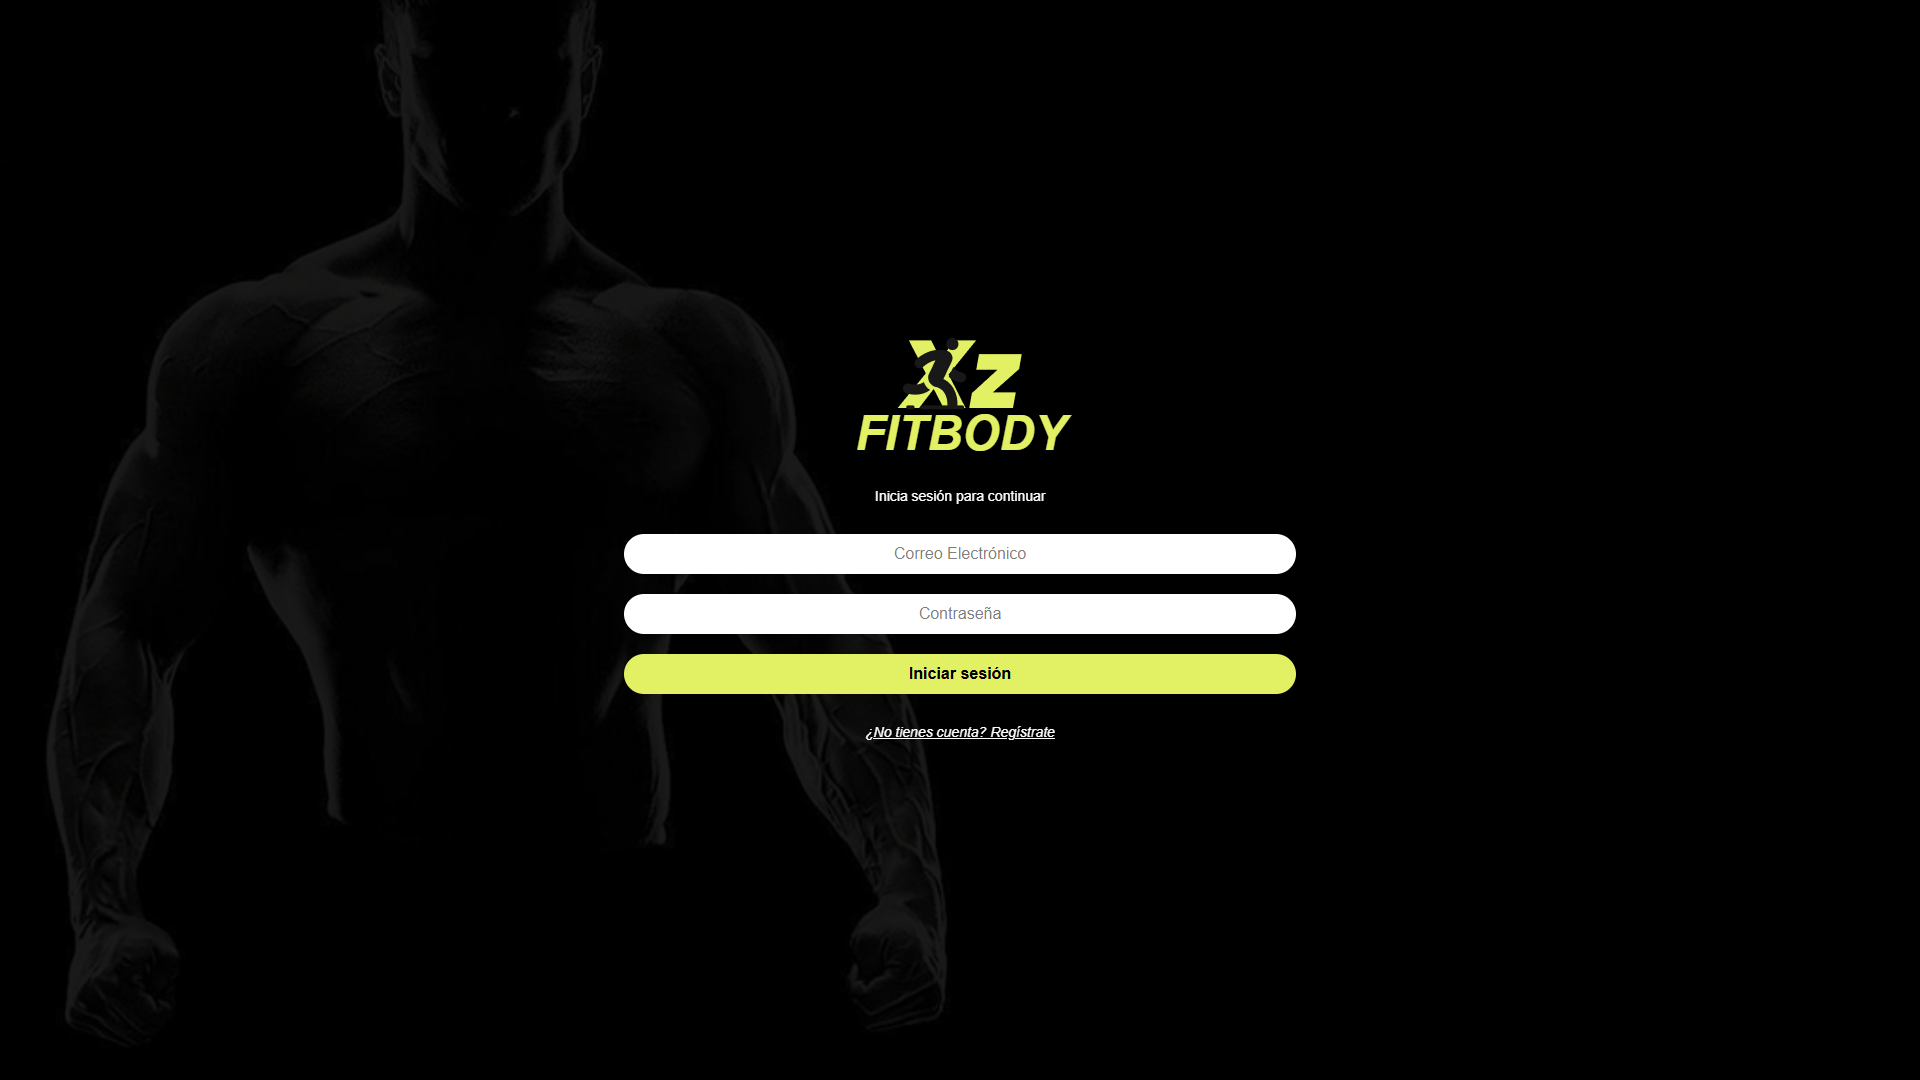 Xz
FITBODY
Inicia sesión para continuar
Correo Electrónico
Contraseña
Iniciar sesión
¿No tienes cuenta? Regístrate